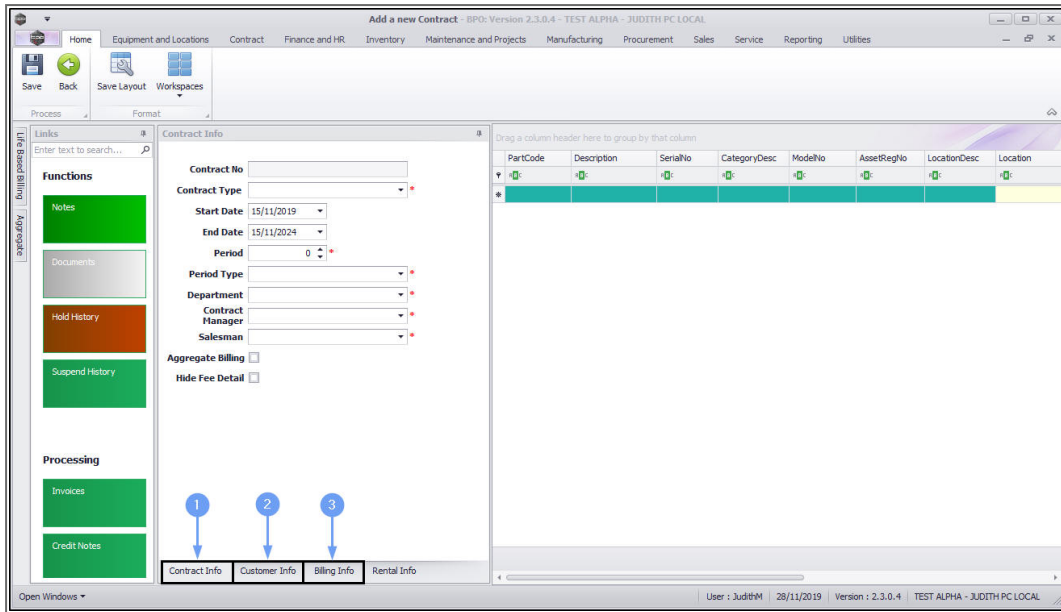 Add a new Contract - BPO: Version 2.3.0.4 - TEST ALPHA - JUDITH PC LOCAL
Home Equipment and Locations Contract Finance and HR Inventory Maintenance and Projects Manufacturing Procurement Sales Service Reporting Utilities
Save Back Save Layout Workspaces
Process Format
Life Based Billing
Aggregate
Links
Enter text to search...
Functions
Notes
Documents
Hold History
Suspend History
Processing
Invoices
Credit Notes
Contract Info
Contract No
Contract Type *
Start Date 15/11/2019
End Date 15/11/2024
Period 0 *
Period Type *
Department *
Contract
Manager *
Salesman *
Aggregate Billing
Hide Fee Detail
1 2 3
Contract Info Customer Info Billing Info Rental Info
Drag a column header here to group by that column
PartCode Description SerialNo CategoryDesc ModelNo AssetRegNo LocationDesc Location
Open Windows User : JudithM 28/11/2019 Version : 2.3.0.4 TEST ALPHA - JUDITH PC LOCAL